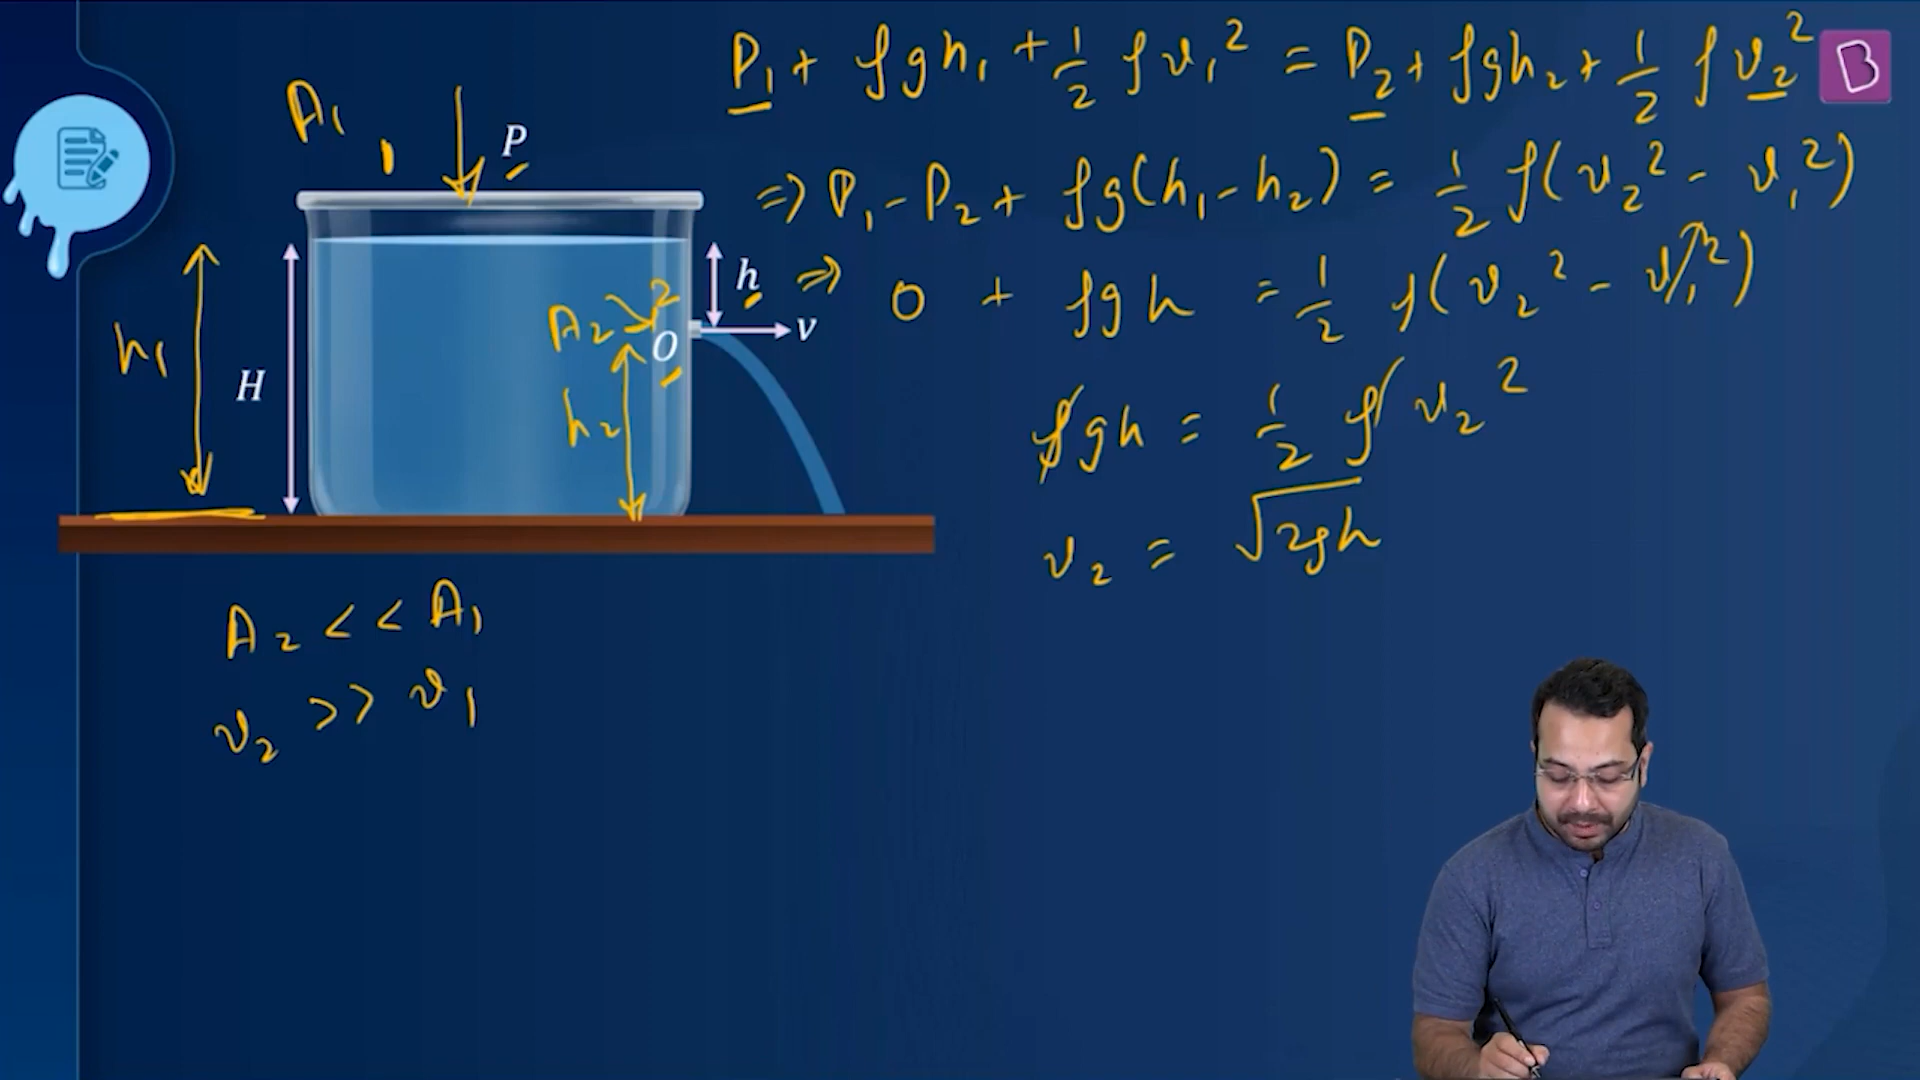 P₁ + ρgh₁ + 1/2 ρv₁² = P₂ + ρgh₂ + 1/2 ρv₂²
B
⇒ P₁ - P₂ + ρg(h₁ - h₂) = 1/2 ρ(v₂² - v₁²)
⇒ 0 + ρgh = 1/2 ρ(v₂² - v₁²)
ρgh = 1/2 ρ v₂²
v₂ = √2gh
A₁
1
P
h₁
H
A₂
2
O
h₂
h
v
A₂ << A₁
v₂ >> v₁